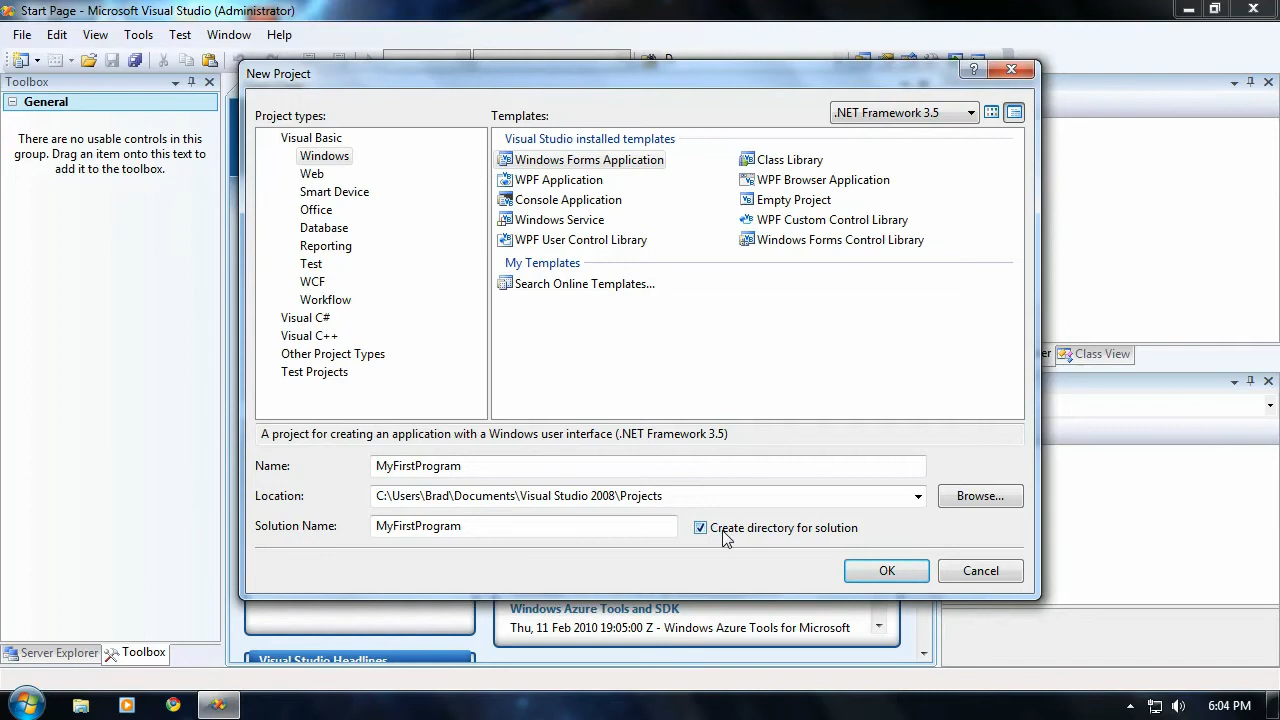 Start Page - Microsoft Visual Studio (Administrator)
File Edit View Tools Test Window Help
Toolbox
General
There are no usable controls in this
group. Drag an item onto this text to
add it to the toolbox.
Server Explorer Toolbox
New Project
Project types:
Visual Basic
Windows
Web
Smart Device
Office
Database
Reporting
Test
WCF
Workflow
Visual C#
Visual C++
Other Project Types
Test Projects
Templates:
.NET Framework 3.5
Visual Studio installed templates
Windows Forms Application
WPF Application
Console Application
Windows Service
WPF User Control Library
Class Library
WPF Browser Application
Empty Project
WPF Custom Control Library
Windows Forms Control Library
My Templates
Search Online Templates...
A project for creating an application with a Windows user interface (.NET Framework 3.5)
Name: MyFirstProgram
Location: C:\Users\Brad\Documents\Visual Studio 2008\Projects
Browse...
Solution Name: MyFirstProgram
Create directory for solution
OK
Cancel
Class View
Windows Azure Tools and SDK
Thu, 11 Feb 2010 19:05:00 Z - Windows Azure Tools for Microsoft
Visual Studio Headlines
6:04 PM